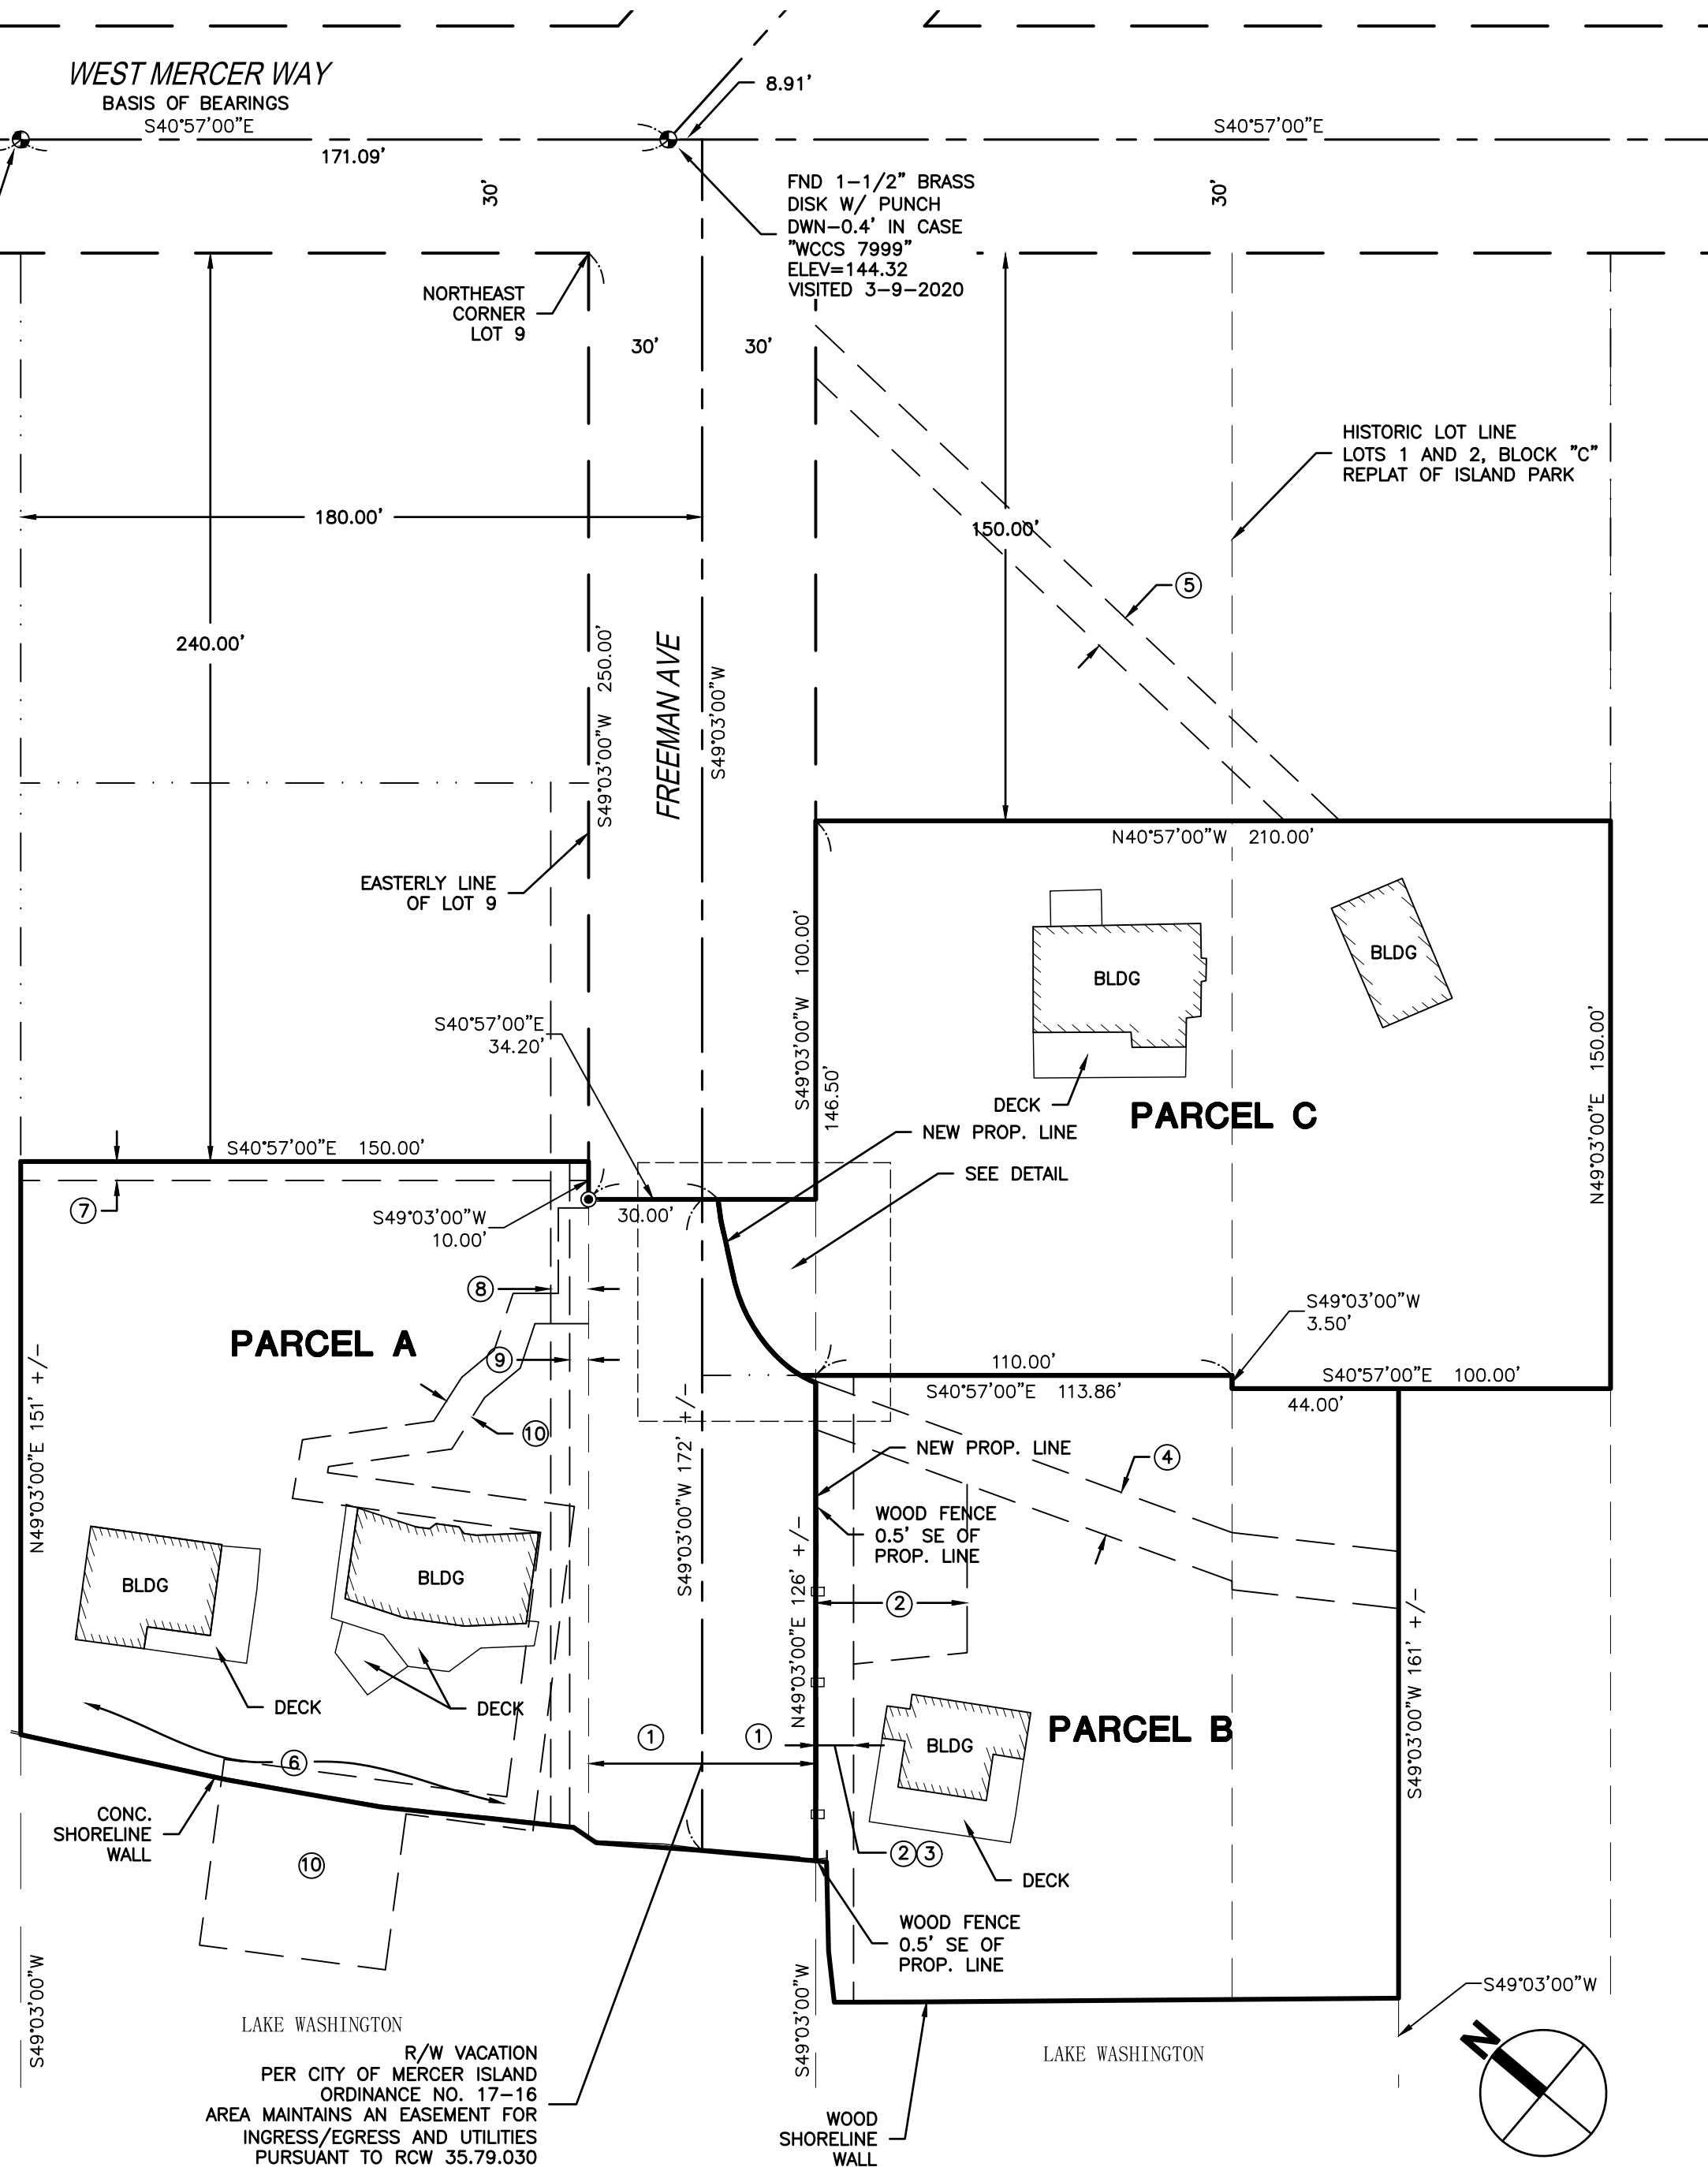 WEST MERCER WAY
BASIS OF BEARINGS
S40°57'00"E
171.09'
30'
8.91'
S40°57'00"E
30'
FND 1-1/2" BRASS
DISK W/ PUNCH
DWN-0.4' IN CASE
"WCCS 7999"
ELEV=144.32
VISITED 3-9-2020
NORTHEAST
CORNER
LOT 9
30'
30'
HISTORIC LOT LINE
LOTS 1 AND 2, BLOCK "C"
REPLAT OF ISLAND PARK
180.00'
150.00'
5
240.00'
S49°03'00"W 250.00'
FREEMAN AVE
S49°03'00"W
N40°57'00"W 210.00'
EASTERLY LINE
OF LOT 9
S49°03'00"W 100.00'
146.50'
BLDG
BLDG
S40°57'00"E
34.20'
DECK
PARCEL C
N49°03'00"E 150.00'
NEW PROP. LINE
SEE DETAIL
S40°57'00"E 150.00'
7
S49°03'00"W
10.00'
30.00'
8
PARCEL A
9
S49°03'00"W
3.50'
110.00'
S40°57'00"E 113.86'
S40°57'00"E 100.00'
44.00'
N49°03'00"E 151' +/-
10
S49°03'00"W 172' +/-
NEW PROP. LINE
4
WOOD FENCE
0.5' SE OF
PROP. LINE
N49°03'00"E 126' +/-
BLDG
BLDG
2
DECK
DECK
1
1
PARCEL B
BLDG
S49°03'00"W 161' +/-
6
CONC.
SHORELINE
WALL
10
2 3
DECK
WOOD FENCE
0.5' SE OF
PROP. LINE
S49°03'00"W
S49°03'00"W
S49°03'00"W
LAKE WASHINGTON
LAKE WASHINGTON
R/W VACATION
PER CITY OF MERCER ISLAND
ORDINANCE NO. 17-16
AREA MAINTAINS AN EASEMENT FOR
INGRESS/EGRESS AND UTILITIES
PURSUANT TO RCW 35.79.030
WOOD
SHORELINE
WALL
N